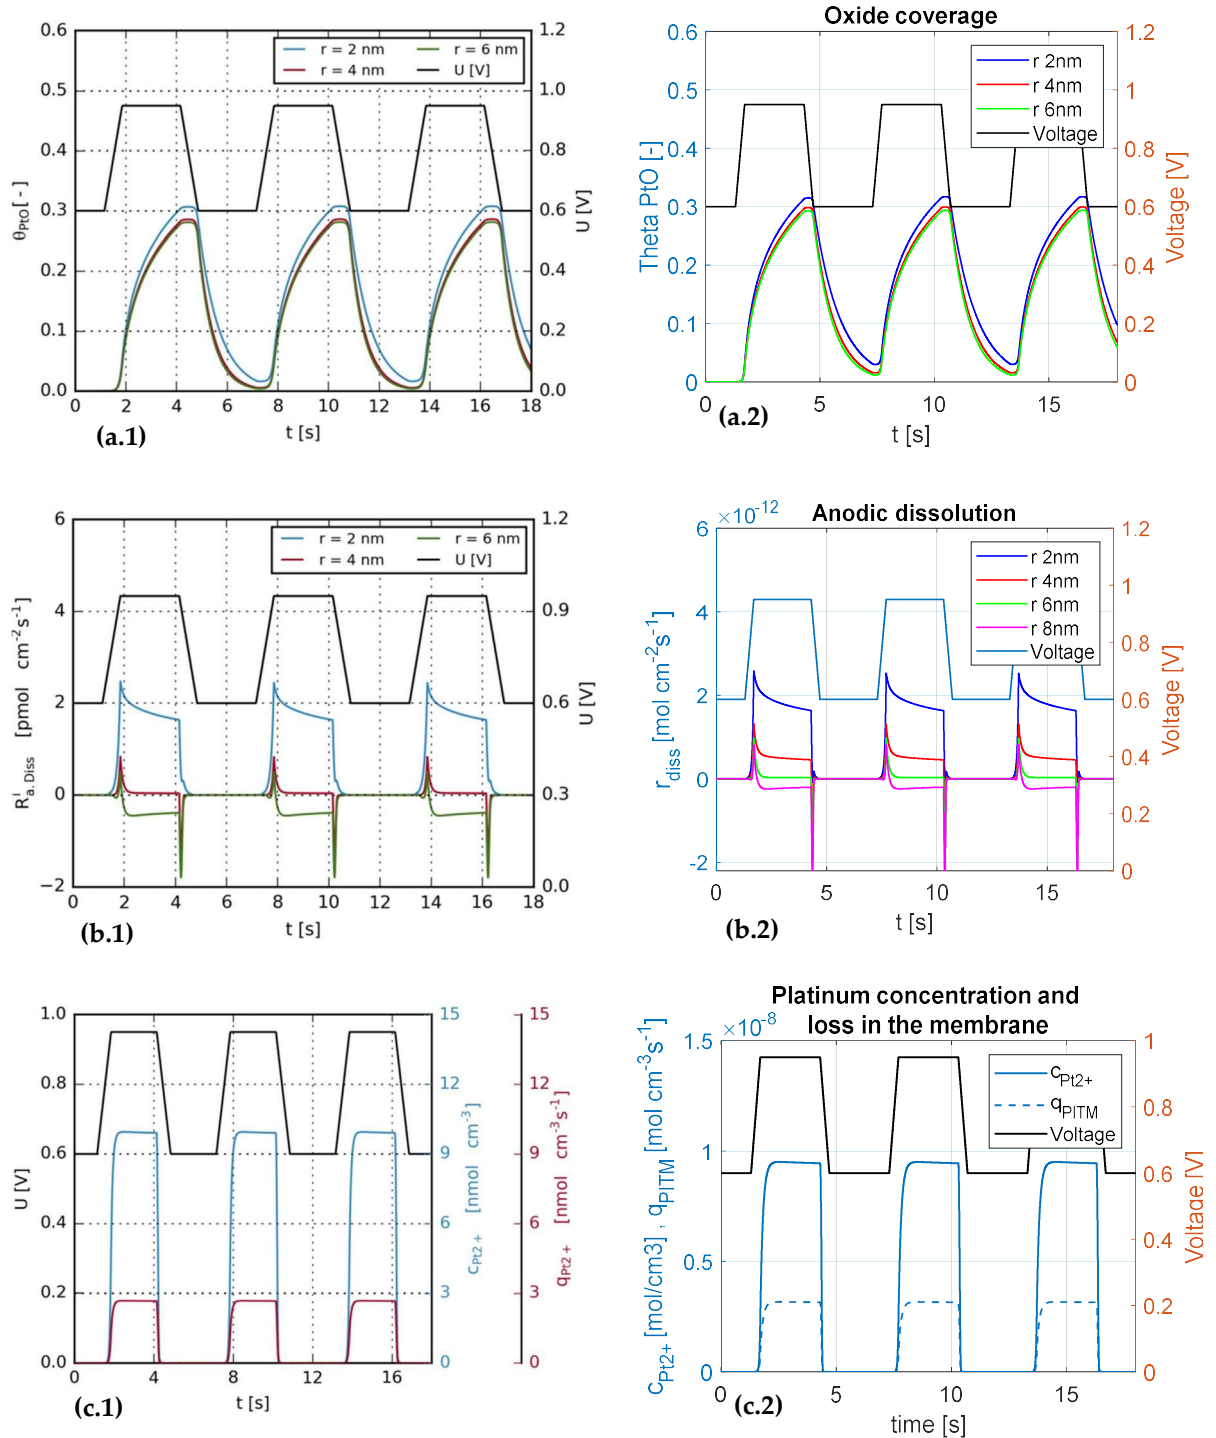 0.6
0.5
0.4
0.3
0.2
0.1
0.0
θPtO [ - ]
r = 2 nm
r = 4 nm
r = 6 nm
U [V]
1.2
1.0
0.8
0.6
0.4
0.2
0.0
U [V]
0 2 4 6 8 10 12 14 16 18
t [s]
(a.1)
Oxide coverage
0.6
0.5
0.4
0.3
0.2
0.1
0
Theta PtO [-]
r 2nm
r 4nm
r 6nm
Voltage
1.2
1
0.8
0.6
0.4
0.2
0
Voltage [V]
0 5 10 15
t [s]
(a.2)
6
4
2
0
−2
R^i_a.Diss [pmol cm-2 s-1]
r = 2 nm
r = 4 nm
r = 6 nm
U [V]
1.2
0.9
0.6
0.3
0.0
U [V]
0 2 4 6 8 10 12 14 16 18
t [s]
(b.1)
×10-12
Anodic dissolution
6
4
2
0
-2
rdiss [mol cm-2s-1]
r 2nm
r 4nm
r 6nm
r 8nm
Voltage
1.2
1
0.8
0.6
0.4
0.2
0
Voltage [V]
0 5 10 15
t [s]
(b.2)
1.0
0.8
0.6
0.4
0.2
0.0
U [V]
15
12
9
6
3
0
cPt2+ [nmol cm-3]
15
12
9
6
3
0
qPt2+ [nmol cm-3s-1]
0 4 8 12 16
t [s]
(c.1)
Platinum concentration and
loss in the membrane
×10-8
1.5
1
0.5
0
cPt2+ [mol/cm3] , qPITM [mol cm-3s-1]
cPt2+
qPITM
Voltage
1
0.8
0.6
0.4
0.2
0
Voltage [V]
0 5 10 15
time [s]
(c.2)